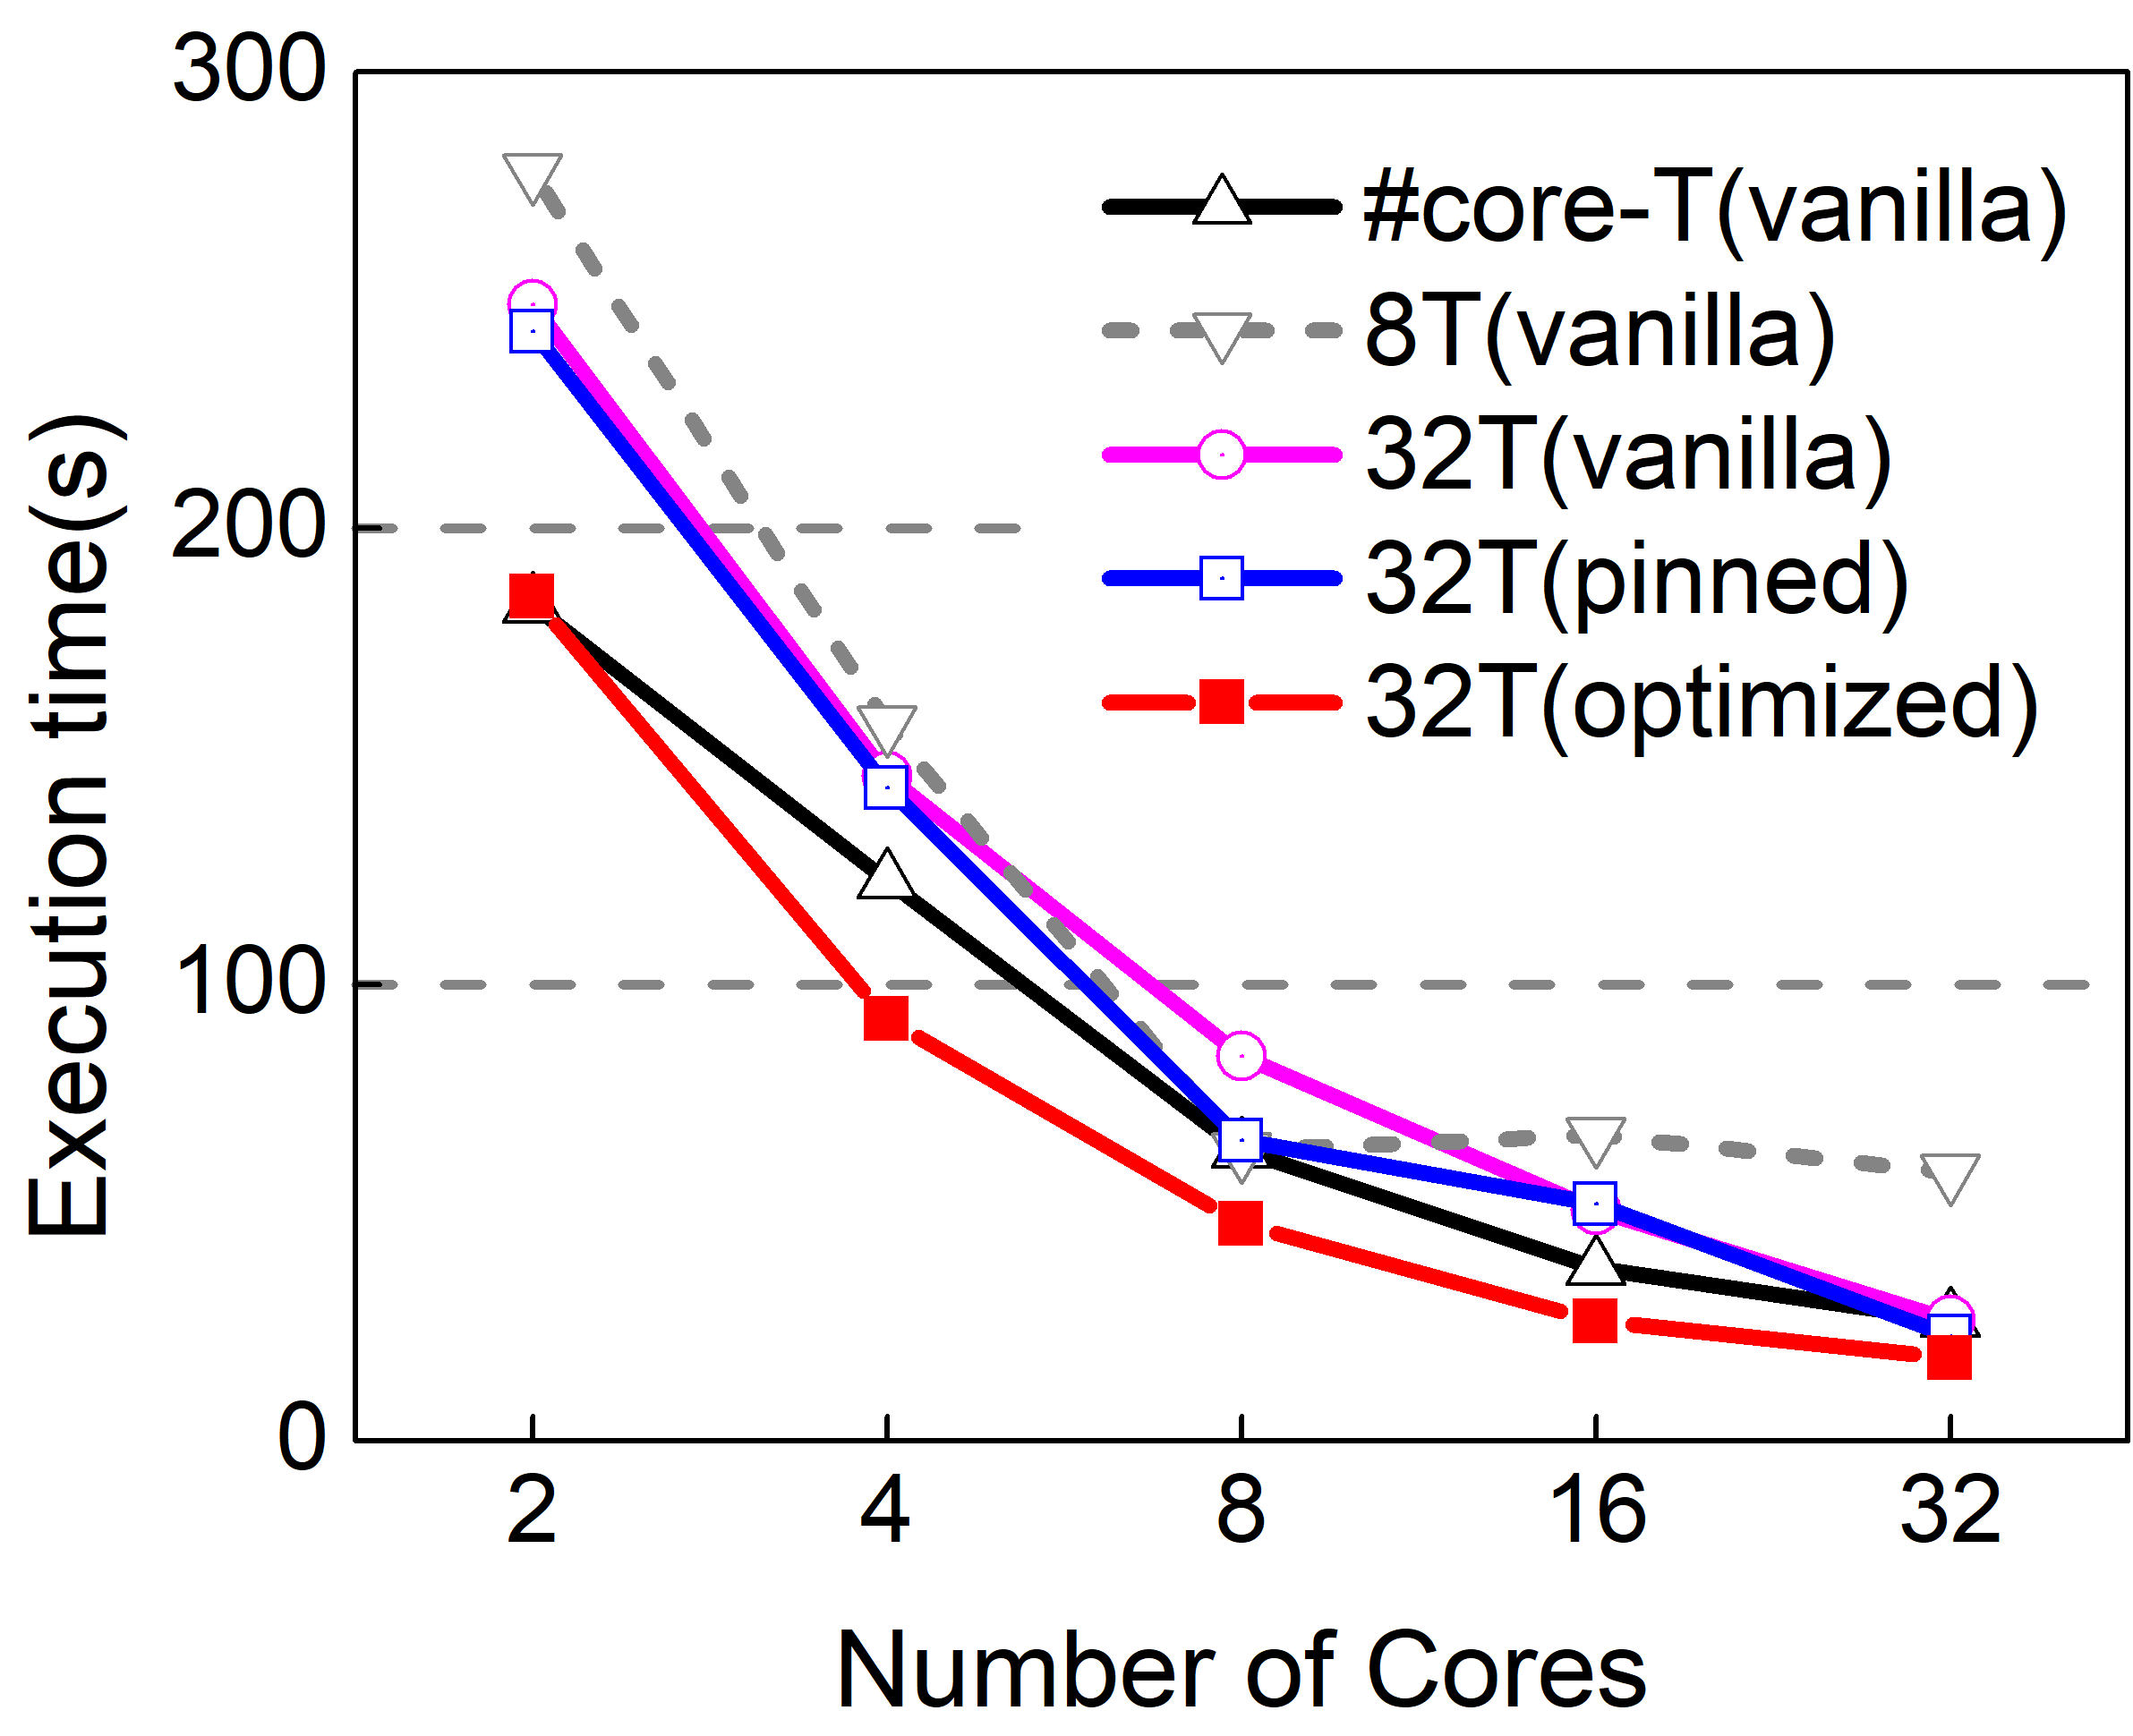 300
200
100
0
Execution time(s)
#core-T(vanilla)
8T(vanilla)
32T(vanilla)
32T(pinned)
32T(optimized)
2 4 8 16 32
Number of Cores